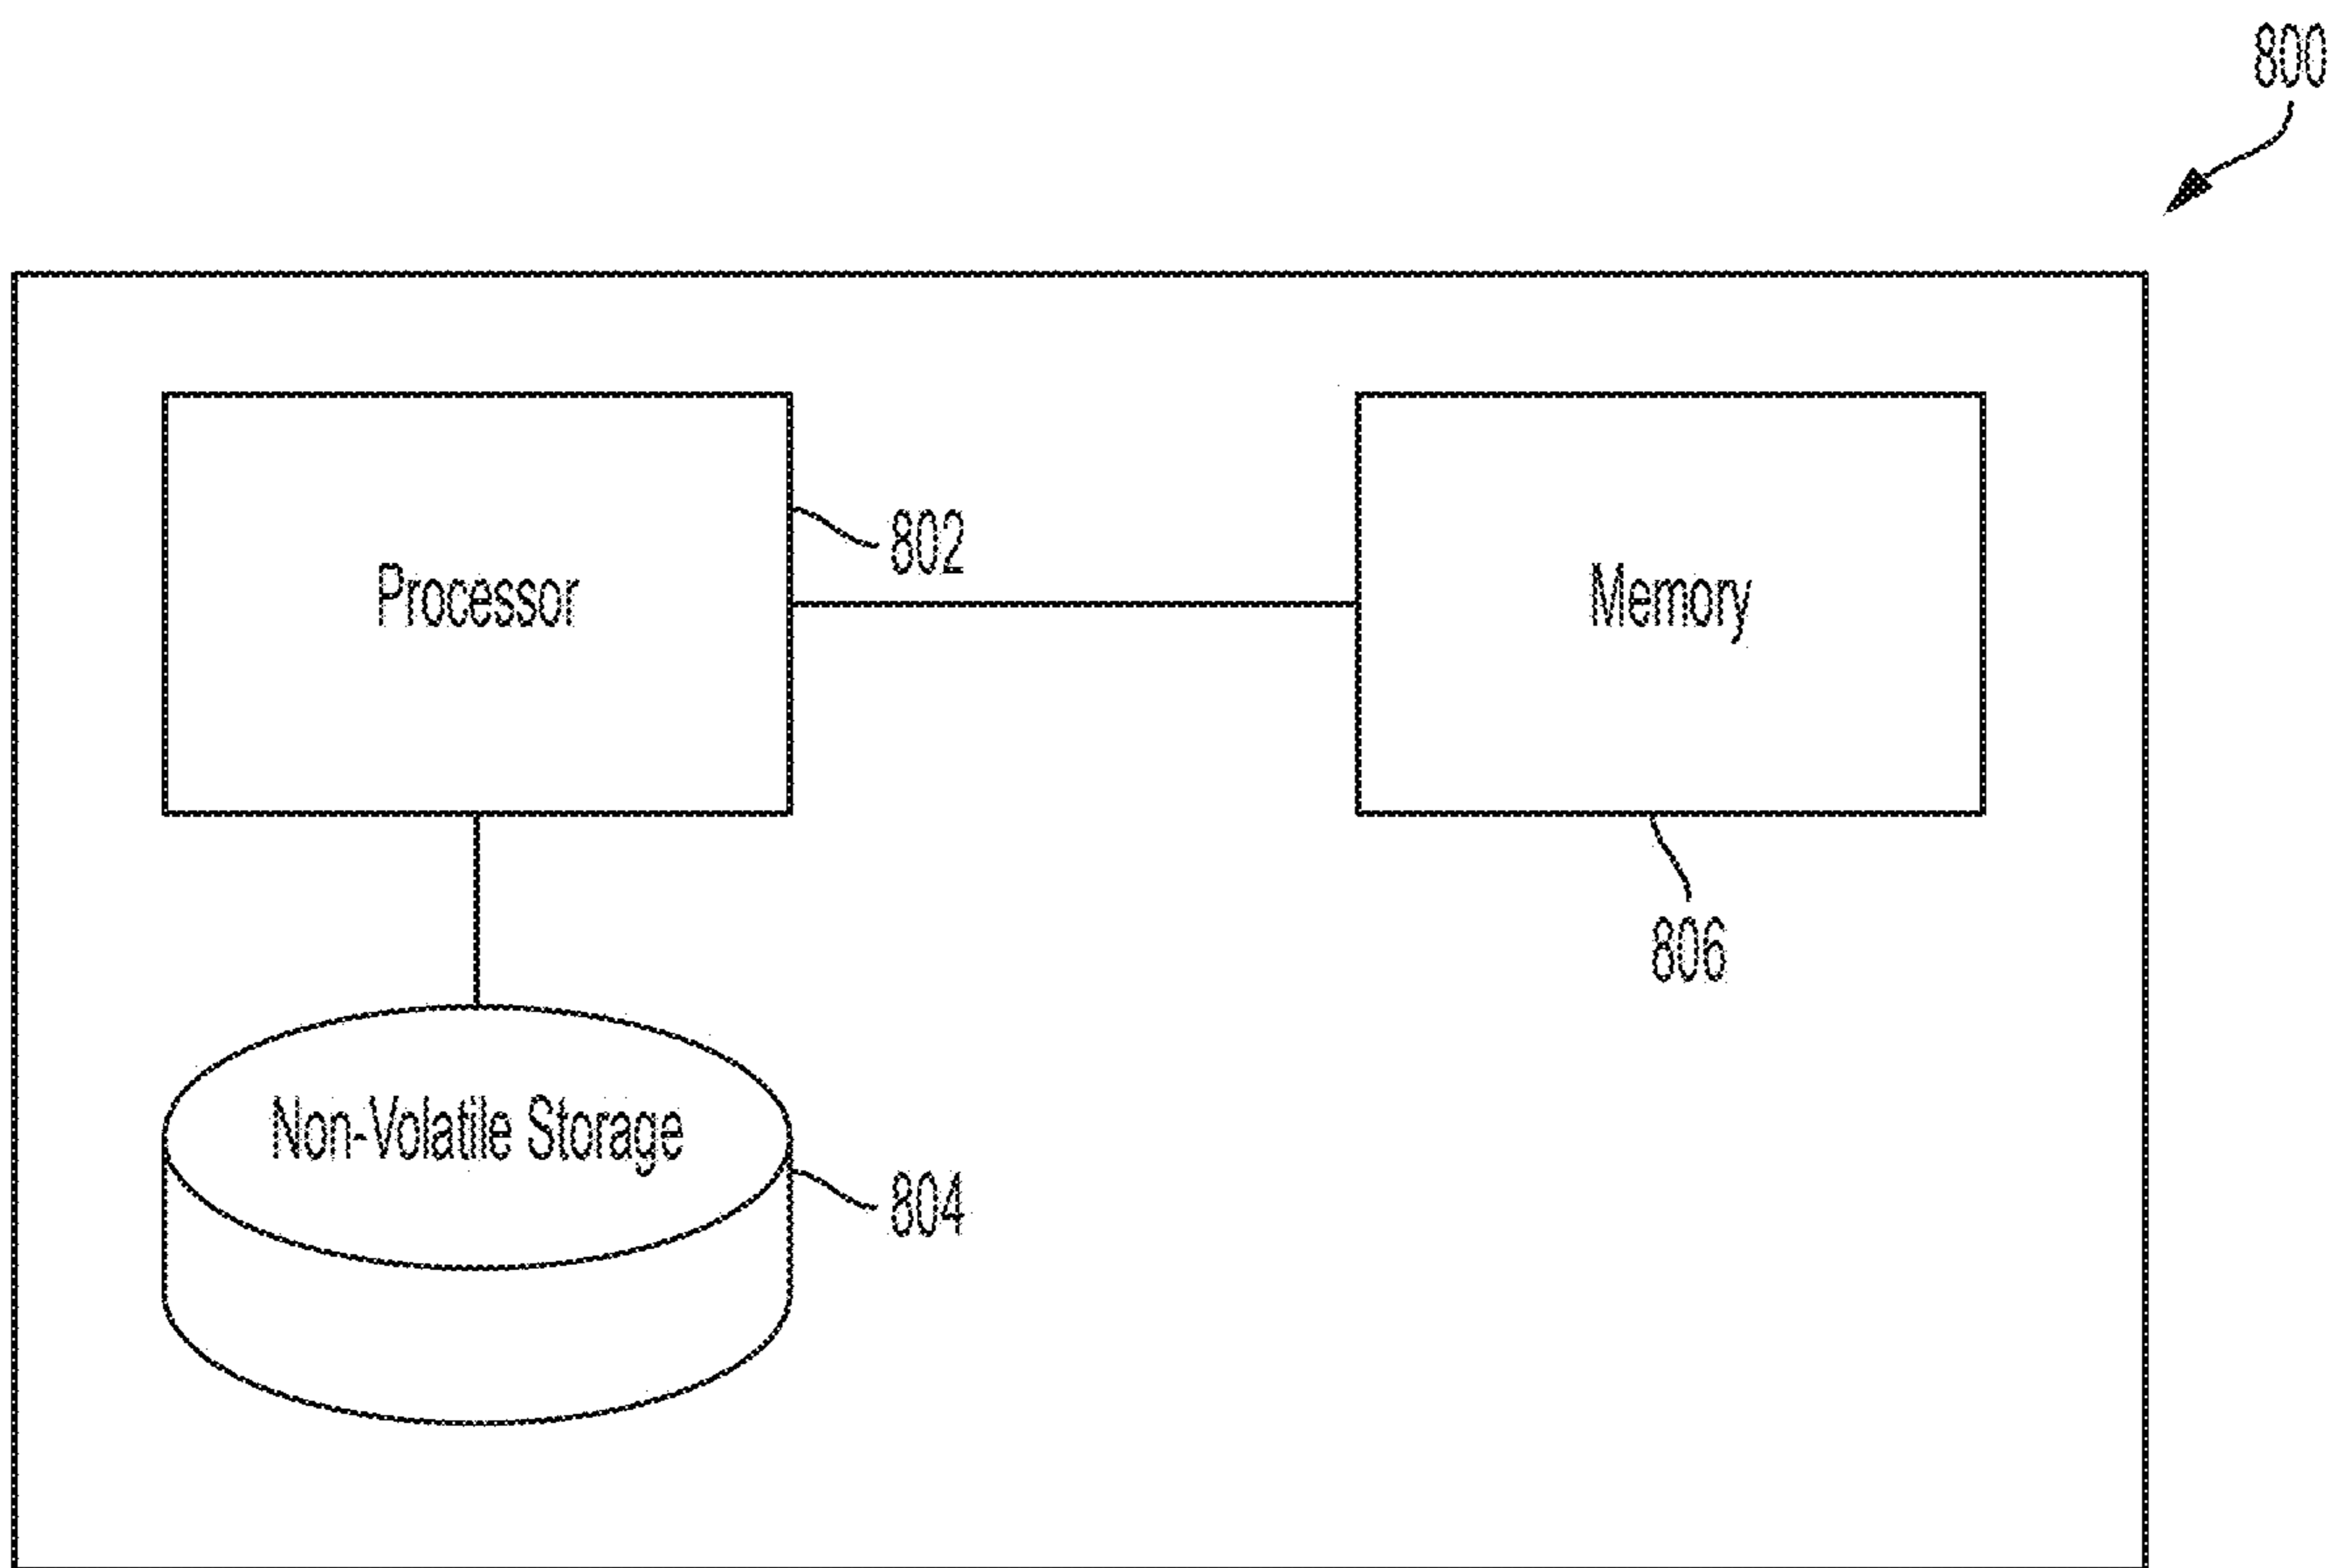 800
802
Processor
Memory
806
Non-Volatile Storage
804